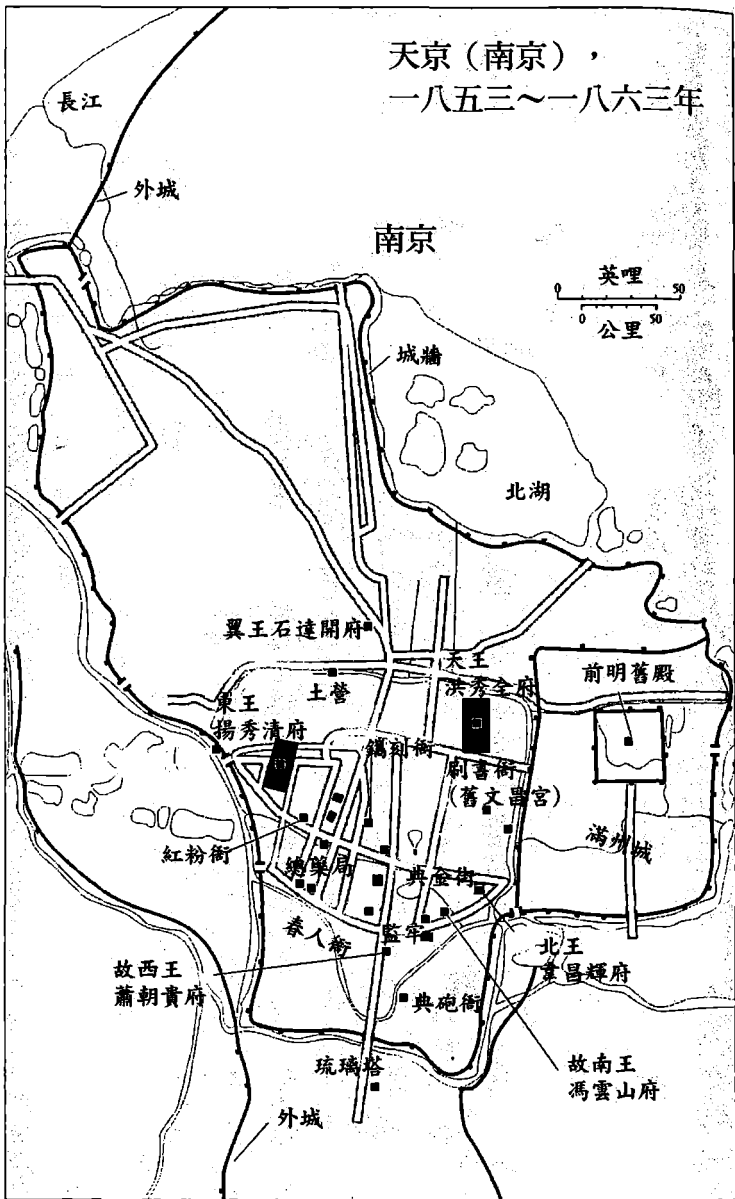 天京（南京），
一八五三～一八六三年
長江
外城
南京
英哩
0 50
0 50
公里
城牆
北湖
翼王石達開府
天王
洪秀全府
前明舊殿
土營
東王
揚秀清府
鐫刻衙
刷書衙
(舊文昌宮)
紅粉衙
滿州城
總藥局
典金街
春人衙
監牢
北王
韋昌輝府
故西王
蕭朝貴府
典砲衙
琉璃塔
故南王
馮雲山府
外城